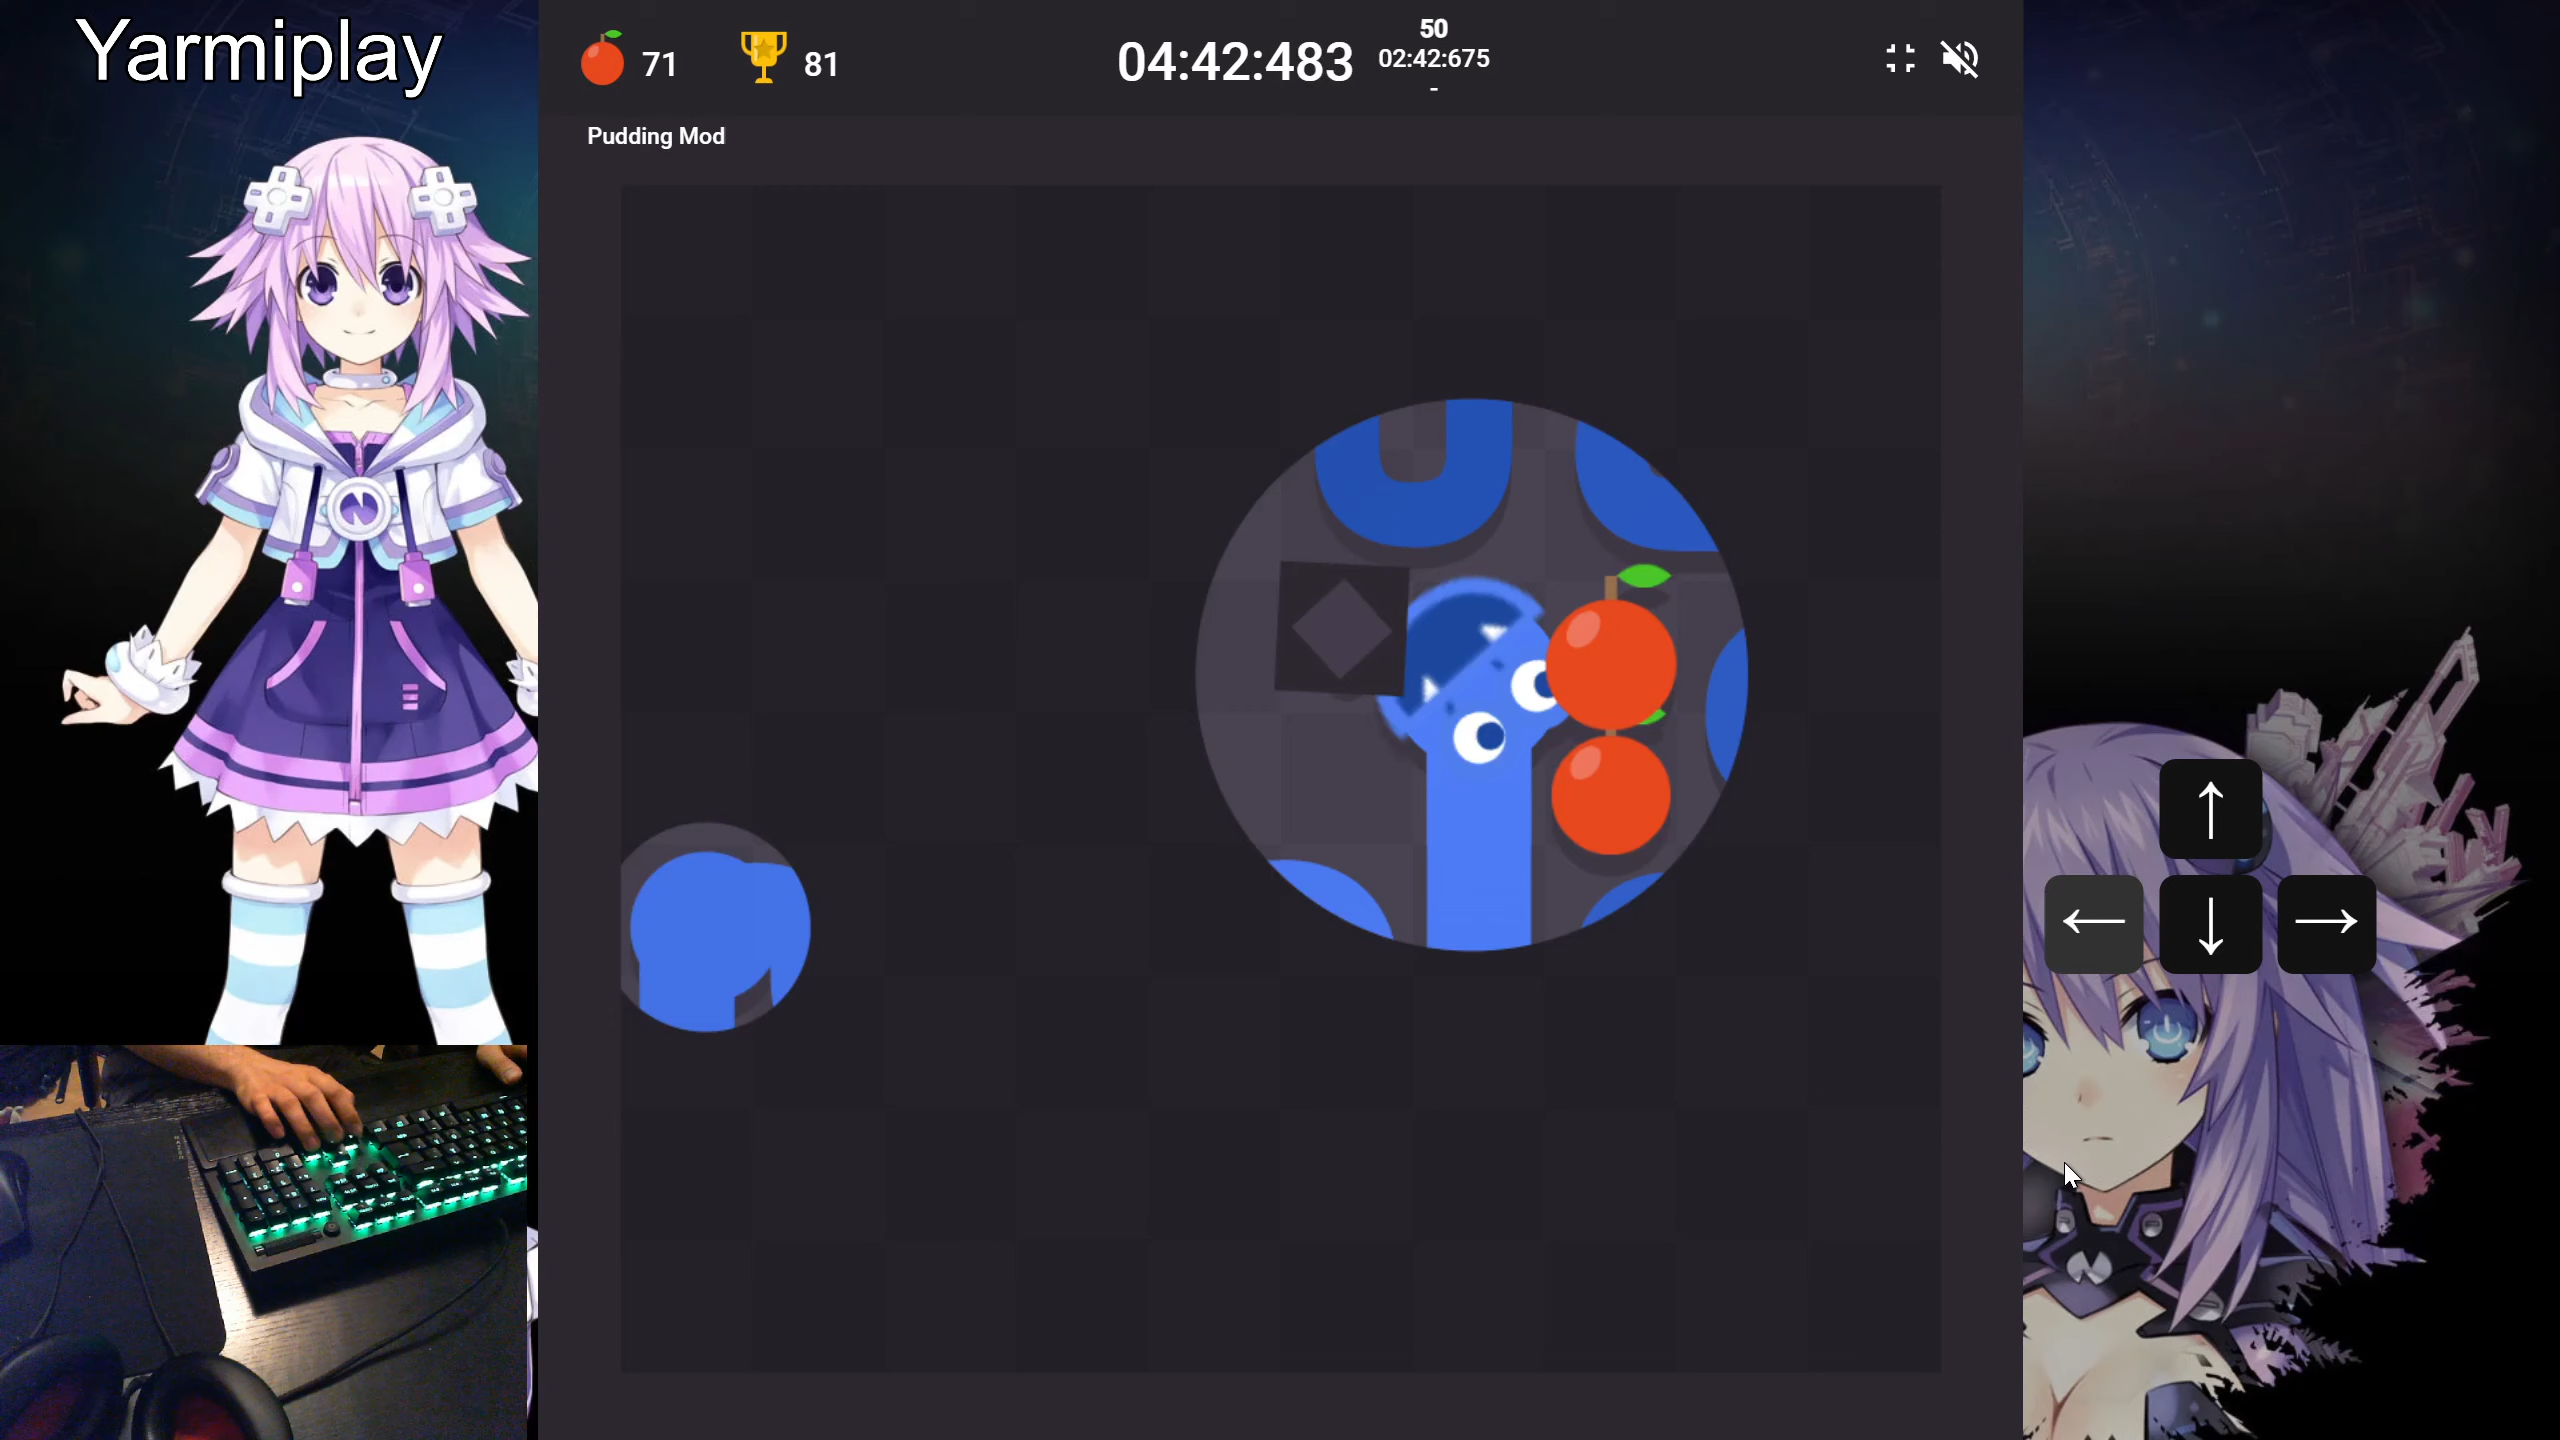 Yarmiplay
71
81
04:42:483
50
02:42:675
-
Pudding Mod
↑
← ↓ →